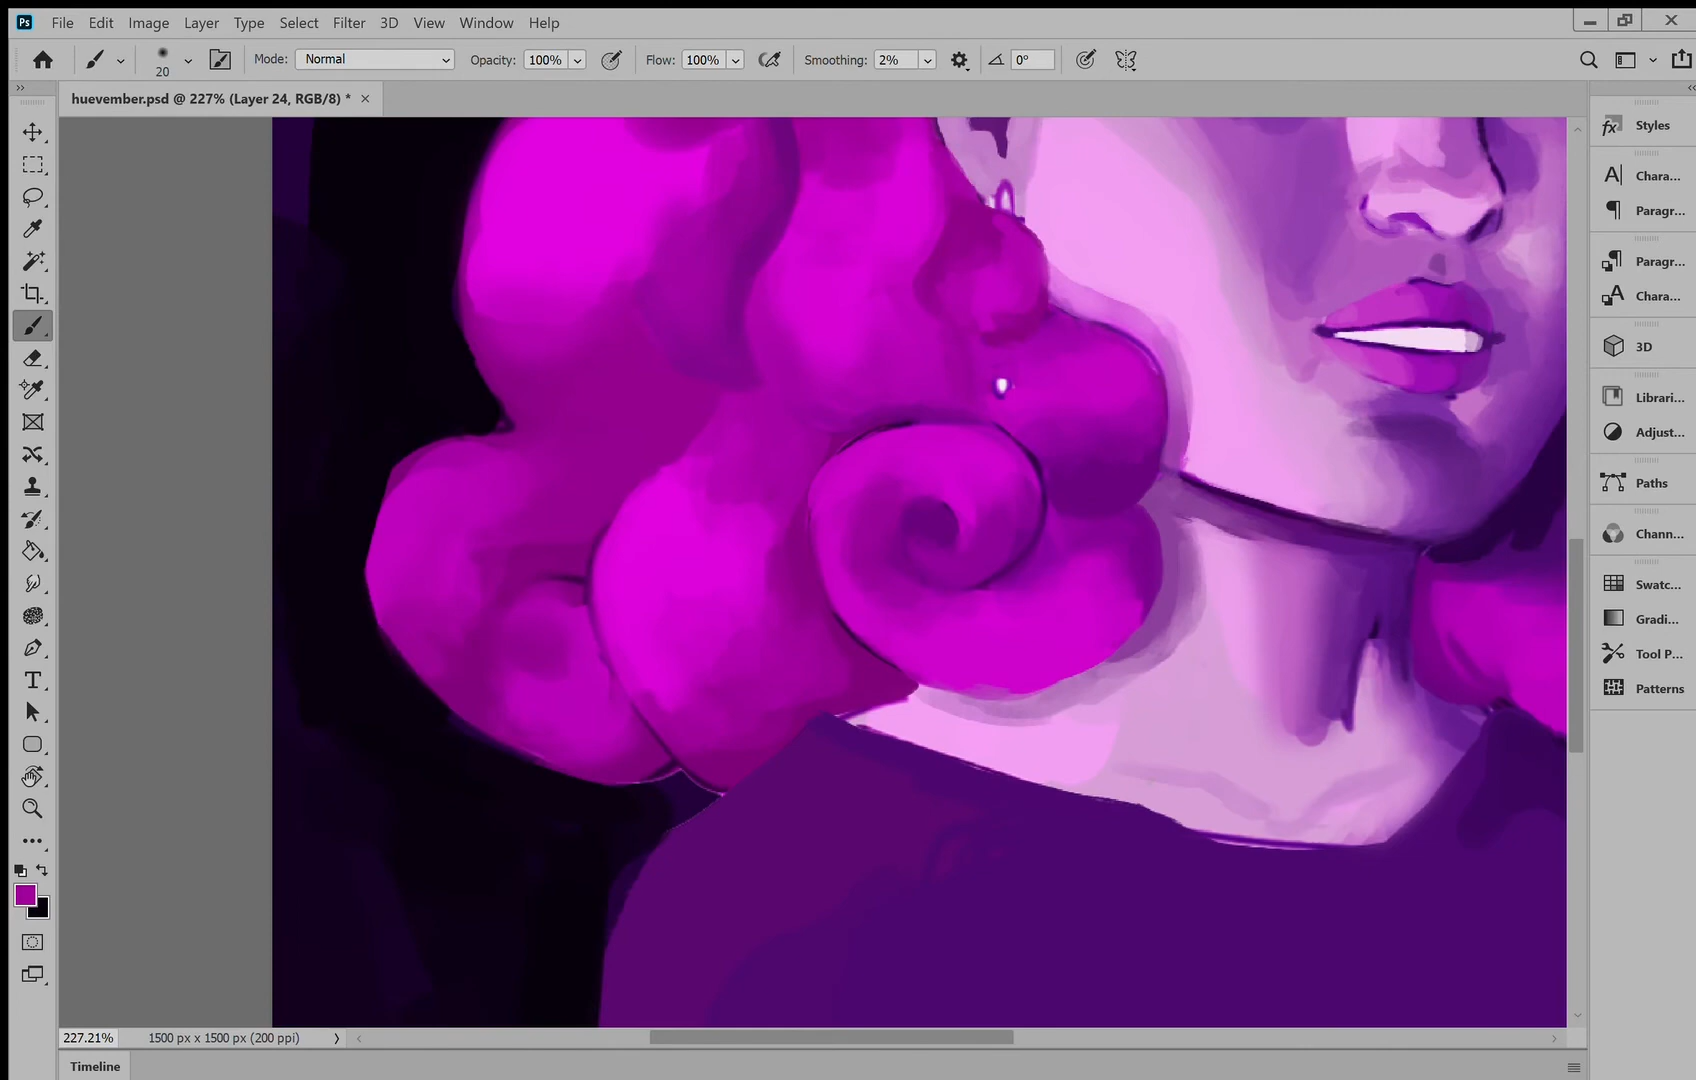 Ps File Edit Image Layer Type Select Filter 3D View Window Help
20 Mode: Normal Opacity: 100% Flow: 100% Smoothing: 2% 0°
huevember.psd @ 227% (Layer 24, RGB/8) * ×
Styles
Chara...
Paragr...
Paragr...
Chara...
3D
Librari...
Adjust...
Paths
Chann...
Swatc...
Gradi...
Tool P...
Patterns
227.21% 1500 px x 1500 px (200 ppi)
Timeline